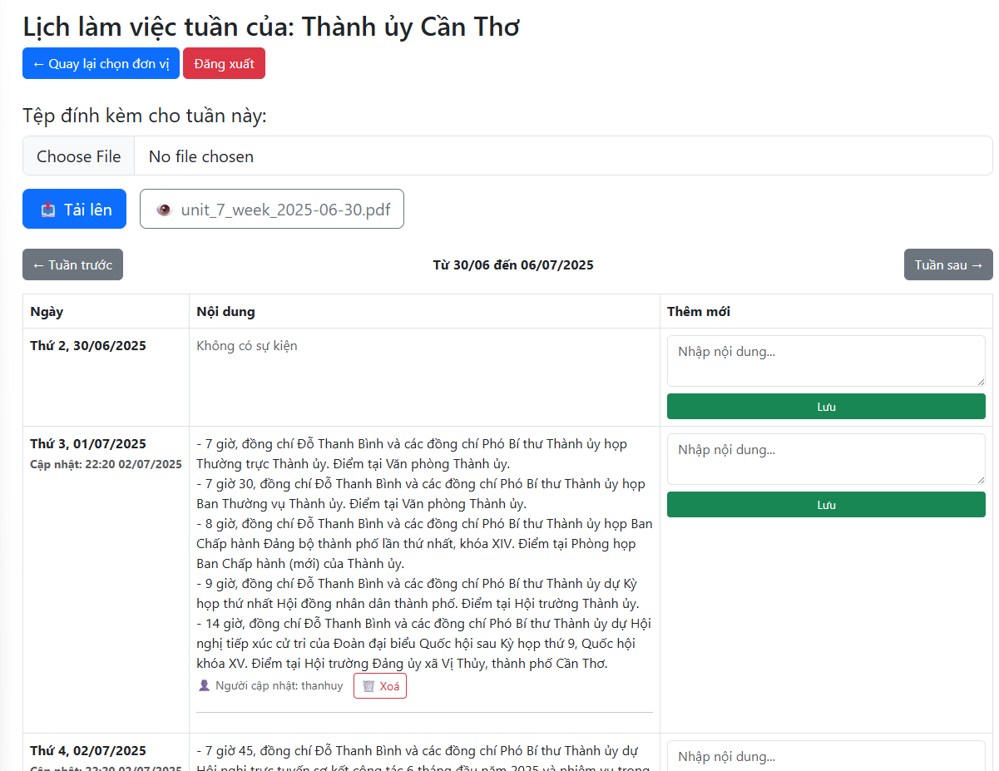 Lịch làm việc tuần của: Thành ủy Cần Thơ
← Quay lại chọn đơn vị
Đăng xuất
Tệp đính kèm cho tuần này:
Choose File
No file chosen
Tải lên
unit_7_week_2025-06-30.pdf
← Tuần trước
Từ 30/06 đến 06/07/2025
Tuần sau →
Ngày
Nội dung
Thêm mới
Thứ 2, 30/06/2025
Không có sự kiện
Nhập nội dung...
Lưu
Thứ 3, 01/07/2025
Cập nhật: 22:20 02/07/2025
- 7 giờ, đồng chí Đỗ Thanh Bình và các đồng chí Phó Bí thư Thành ủy họp
Thường trực Thành ủy. Điểm tại Văn phòng Thành ủy.
- 7 giờ 30, đồng chí Đỗ Thanh Bình và các đồng chí Phó Bí thư Thành ủy họp
Ban Thường vụ Thành ủy. Điểm tại Văn phòng Thành ủy.
- 8 giờ, đồng chí Đỗ Thanh Bình và các đồng chí Phó Bí thư Thành ủy họp Ban
Chấp hành Đảng bộ thành phố lần thứ nhất, khóa XIV. Điểm tại Phòng họp
Ban Chấp hành (mới) của Thành ủy.
- 9 giờ, đồng chí Đỗ Thanh Bình và các đồng chí Phó Bí thư Thành ủy dự Kỳ
họp thứ nhất Hội đồng nhân dân thành phố. Điểm tại Hội trường Thành ủy.
- 14 giờ, đồng chí Đỗ Thanh Bình và các đồng chí Phó Bí thư Thành ủy dự Hội
nghị tiếp xúc cử tri của Đoàn đại biểu Quốc hội sau Kỳ họp thứ 9, Quốc hội
khóa XV. Điểm tại Hội trường Đảng ủy xã Vị Thủy, thành phố Cần Thơ.
Người cập nhật: thanhuy
Xoá
Nhập nội dung...
Lưu
Thứ 4, 02/07/2025
Cập nhật: 22:20 02/07/2025
- 7 giờ 45, đồng chí Đỗ Thanh Bình và các đồng chí Phó Bí thư Thành ủy dự
Hội nghị trực tuyến sơ kết công tác 6 tháng đầu năm 2025 và nhiệm vụ trọng
Nhập nội dung...